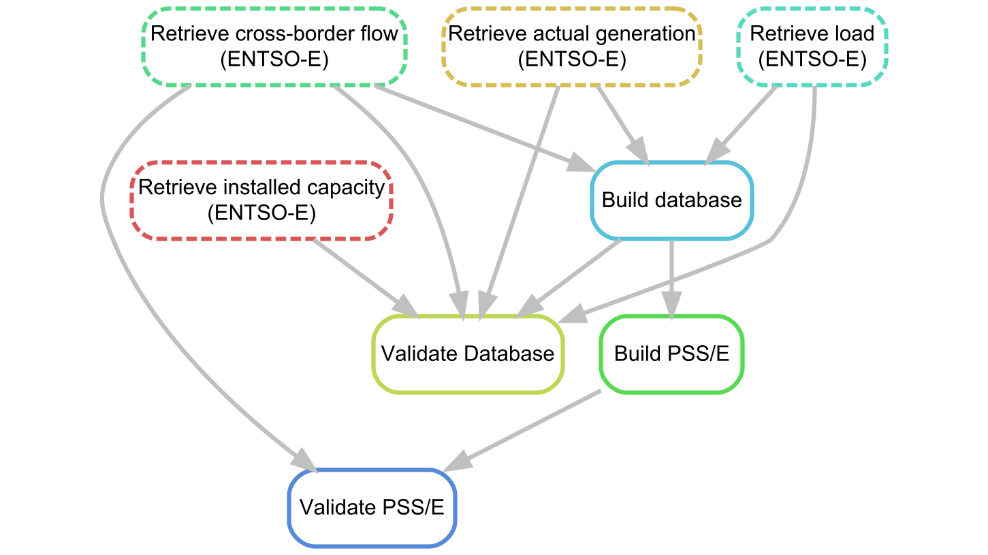 Retrieve cross-border flow
(ENTSO-E)
Retrieve actual generation
(ENTSO-E)
Retrieve load
(ENTSO-E)
Retrieve installed capacity
(ENTSO-E)
Build database
Validate Database
Build PSS/E
Validate PSS/E